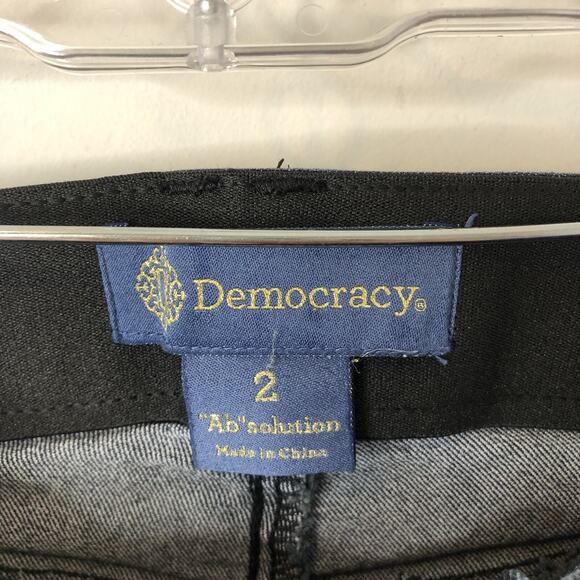 Democracy®
2
"Ab"solution
Made in China